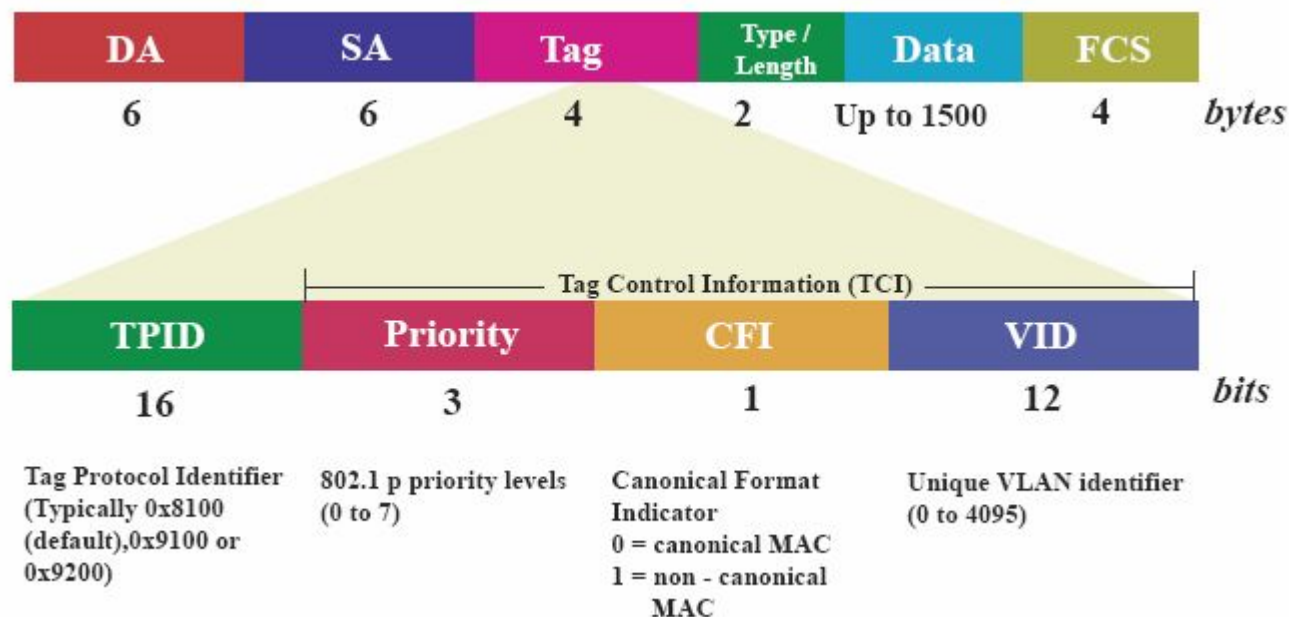 DA SA Tag Type / Length Data FCS
6 6 4 2 Up to 1500 4 bytes
Tag Control Information (TCI)
TPID Priority CFI VID
16 3 1 12 bits
Tag Protocol Identifier
(Typically 0x8100
(default),0x9100 or
0x9200)
802.1 p priority levels
(0 to 7)
Canonical Format
Indicator
0 = canonical MAC
1 = non - canonical
MAC
Unique VLAN identifier
(0 to 4095)